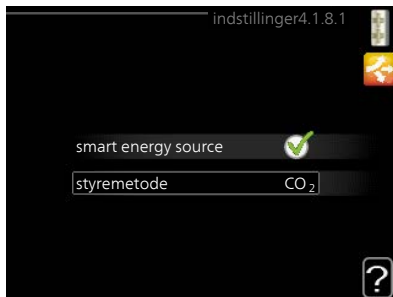 indstillinger4.1.8.1
smart energy source
styremetode CO₂
?